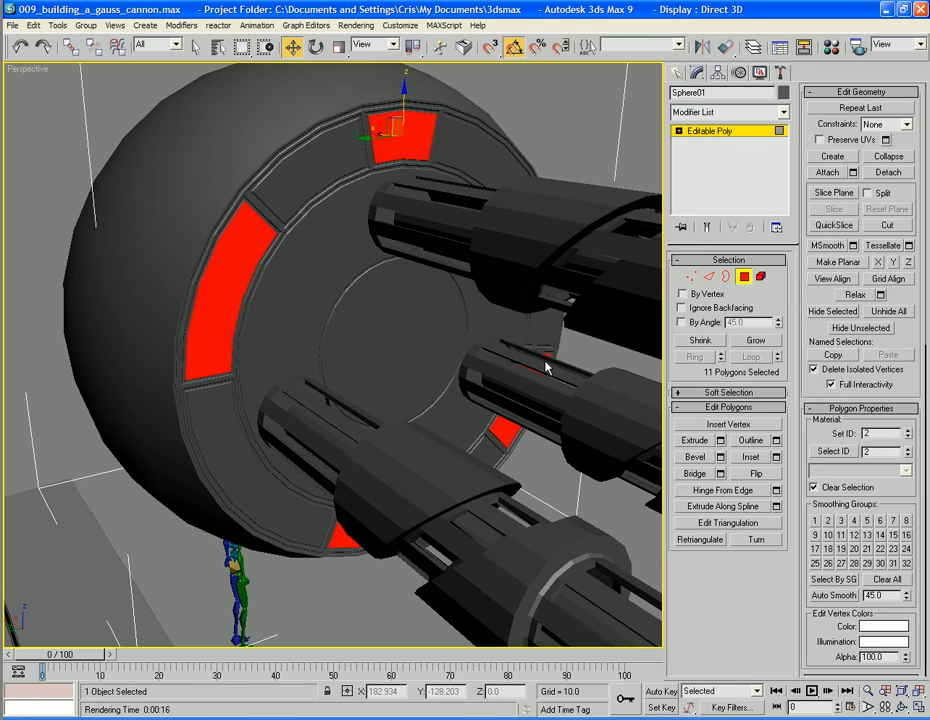 009_building_a_gauss_cannon.max - Project Folder: C:\Documents and Settings\Cris\My Documents\3dsmax - Autodesk 3ds Max 9 - Display : Direct 3D
File Edit Tools Group Views Create Modifiers reactor Animation Graph Editors Rendering Customize MAXScript Help
All View View
Perspective
z
x
Sphere01
Modifier List
Editable Poly
Selection
By Vertex
Ignore Backfacing
By Angle: 45.0
Shrink Grow
Ring Loop
11 Polygons Selected
Soft Selection
Edit Polygons
Insert Vertex
Extrude Outline
Bevel Inset
Bridge Flip
Hinge From Edge
Extrude Along Spline
Edit Triangulation
Retriangulate Turn
Edit Geometry
Repeat Last
Constraints: None
Preserve UVs
Create Collapse
Attach Detach
Slice Plane Split
Slice Reset Plane
QuickSlice Cut
MSmooth Tessellate
Make Planar X Y Z
View Align Grid Align
Relax
Hide Selected Unhide All
Hide Unselected
Named Selections:
Copy Paste
Delete Isolated Vertices
Full Interactivity
Polygon Properties
Material:
Set ID: 2
Select ID 2
Clear Selection
Smoothing Groups:
1 2 3 4 5 6 7 8
9 10 11 12 13 14 15 16
17 18 19 20 21 22 23 24
25 26 27 28 29 30 31 32
Select By SG Clear All
Auto Smooth 45.0
Edit Vertex Colors
Color:
Illumination:
Alpha: 100.0
z
x
0 / 100
0 10 20 30 40 50 60 70 80 90 100
1 Object Selected X: 182.934 Y: -128.203 Z: 0.0 Grid = 10.0 Auto Key Selected
Rendering Time 0:00:16 Add Time Tag Set Key Key Filters... 0